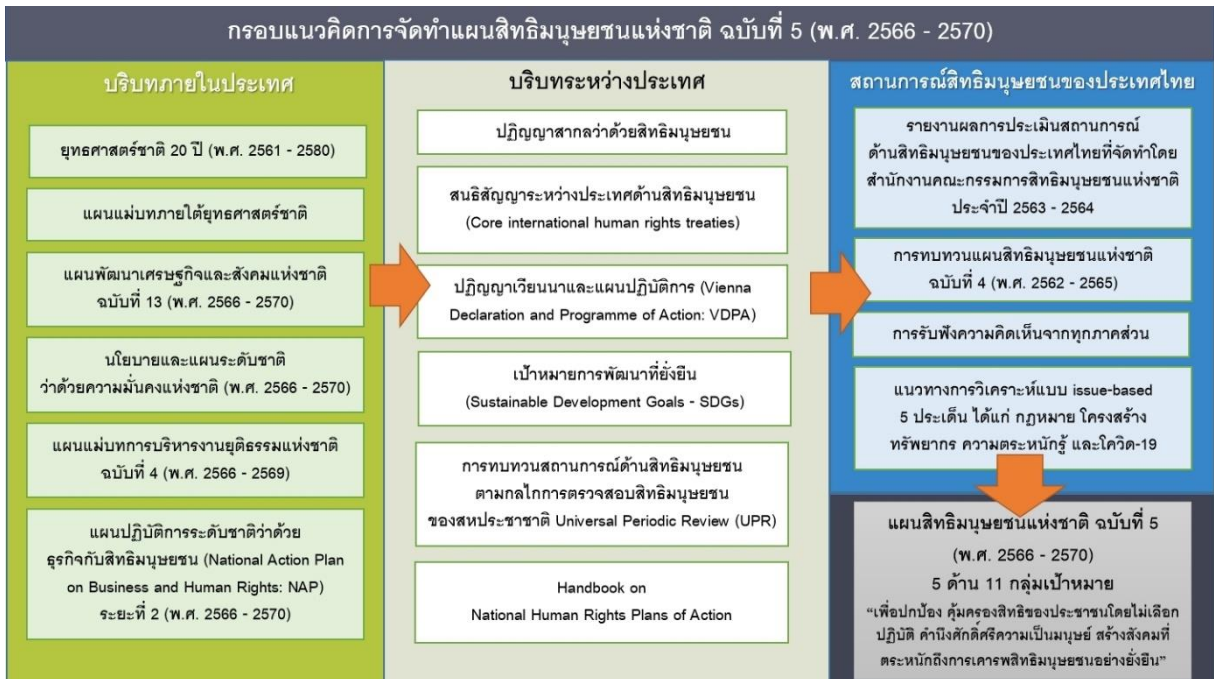 กรอบแนวคิดการจัดทำแผนสิทธิมนุษยชนแห่งชาติ ฉบับที่ 5 (พ.ศ. 2566 - 2570)
บริบทภายในประเทศ
ยุทธศาสตร์ชาติ 20 ปี (พ.ศ. 2561 - 2580)
แผนแม่บทภายใต้ยุทธศาสตร์ชาติ
แผนพัฒนาเศรษฐกิจและสังคมแห่งชาติ
ฉบับที่ 13 (พ.ศ. 2566 - 2570)
นโยบายและแผนระดับชาติ
ว่าด้วยความมั่นคงแห่งชาติ (พ.ศ. 2566 - 2570)
แผนแม่บทการบริหารงานยุติธรรมแห่งชาติ
ฉบับที่ 4 (พ.ศ. 2566 - 2569)
แผนปฏิบัติการระดับชาติว่าด้วย
ธุรกิจกับสิทธิมนุษยชน (National Action Plan
on Business and Human Rights: NAP)
ระยะที่ 2 (พ.ศ. 2566 - 2570)
บริบทระหว่างประเทศ
ปฏิญญาสากลว่าด้วยสิทธิมนุษยชน
สนธิสัญญาระหว่างประเทศด้านสิทธิมนุษยชน
(Core international human rights treaties)
ปฏิญญาเวียนนาและแผนปฏิบัติการ (Vienna
Declaration and Programme of Action: VDPA)
เป้าหมายการพัฒนาที่ยั่งยืน
(Sustainable Development Goals - SDGs)
การทบทวนสถานการณ์ด้านสิทธิมนุษยชน
ตามกลไกการตรวจสอบสิทธิมนุษยชน
ของสหประชาชาติ Universal Periodic Review (UPR)
Handbook on
National Human Rights Plans of Action
สถานการณ์สิทธิมนุษยชนของประเทศไทย
รายงานผลการประเมินสถานการณ์
ด้านสิทธิมนุษยชนของประเทศไทยที่จัดทำโดย
สำนักงานคณะกรรมการสิทธิมนุษยชนแห่งชาติ
ประจำปี 2563 - 2564
การทบทวนแผนสิทธิมนุษยชนแห่งชาติ
ฉบับที่ 4 (พ.ศ. 2562 - 2565)
การรับฟังความคิดเห็นจากทุกภาคส่วน
แนวทางการวิเคราะห์แบบ issue-based
5 ประเด็น ได้แก่ กฎหมาย โครงสร้าง
ทรัพยากร ความตระหนักรู้ และโควิด-19
แผนสิทธิมนุษยชนแห่งชาติ ฉบับที่ 5
(พ.ศ. 2566 - 2570)
5 ด้าน 11 กลุ่มเป้าหมาย
“เพื่อปกป้อง คุ้มครองสิทธิของประชาชนโดยไม่เลือก
ปฏิบัติ คำนึงศักดิ์ศรีความเป็นมนุษย์ สร้างสังคมที่
ตระหนักถึงการเคารพสิทธิมนุษยชนอย่างยั่งยืน”